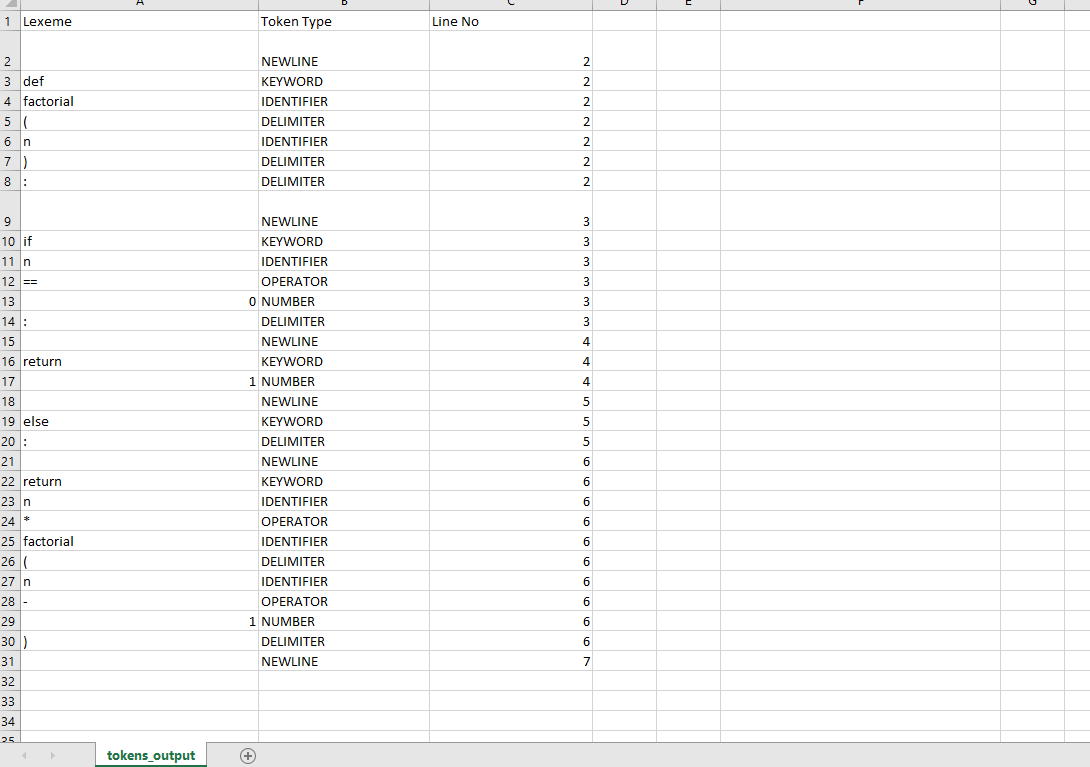 A B C D E F G
1 Lexeme Token Type Line No
2 NEWLINE 2
3 def KEYWORD 2
4 factorial IDENTIFIER 2
5 ( DELIMITER 2
6 n IDENTIFIER 2
7 ) DELIMITER 2
8 : DELIMITER 2
9 NEWLINE 3
10 if KEYWORD 3
11 n IDENTIFIER 3
12 == OPERATOR 3
13 0 NUMBER 3
14 : DELIMITER 3
15 NEWLINE 4
16 return KEYWORD 4
17 1 NUMBER 4
18 NEWLINE 5
19 else KEYWORD 5
20 : DELIMITER 5
21 NEWLINE 6
22 return KEYWORD 6
23 n IDENTIFIER 6
24 * OPERATOR 6
25 factorial IDENTIFIER 6
26 ( DELIMITER 6
27 n IDENTIFIER 6
28 - OPERATOR 6
29 1 NUMBER 6
30 ) DELIMITER 6
31 NEWLINE 7
32
33
34
35
tokens_output